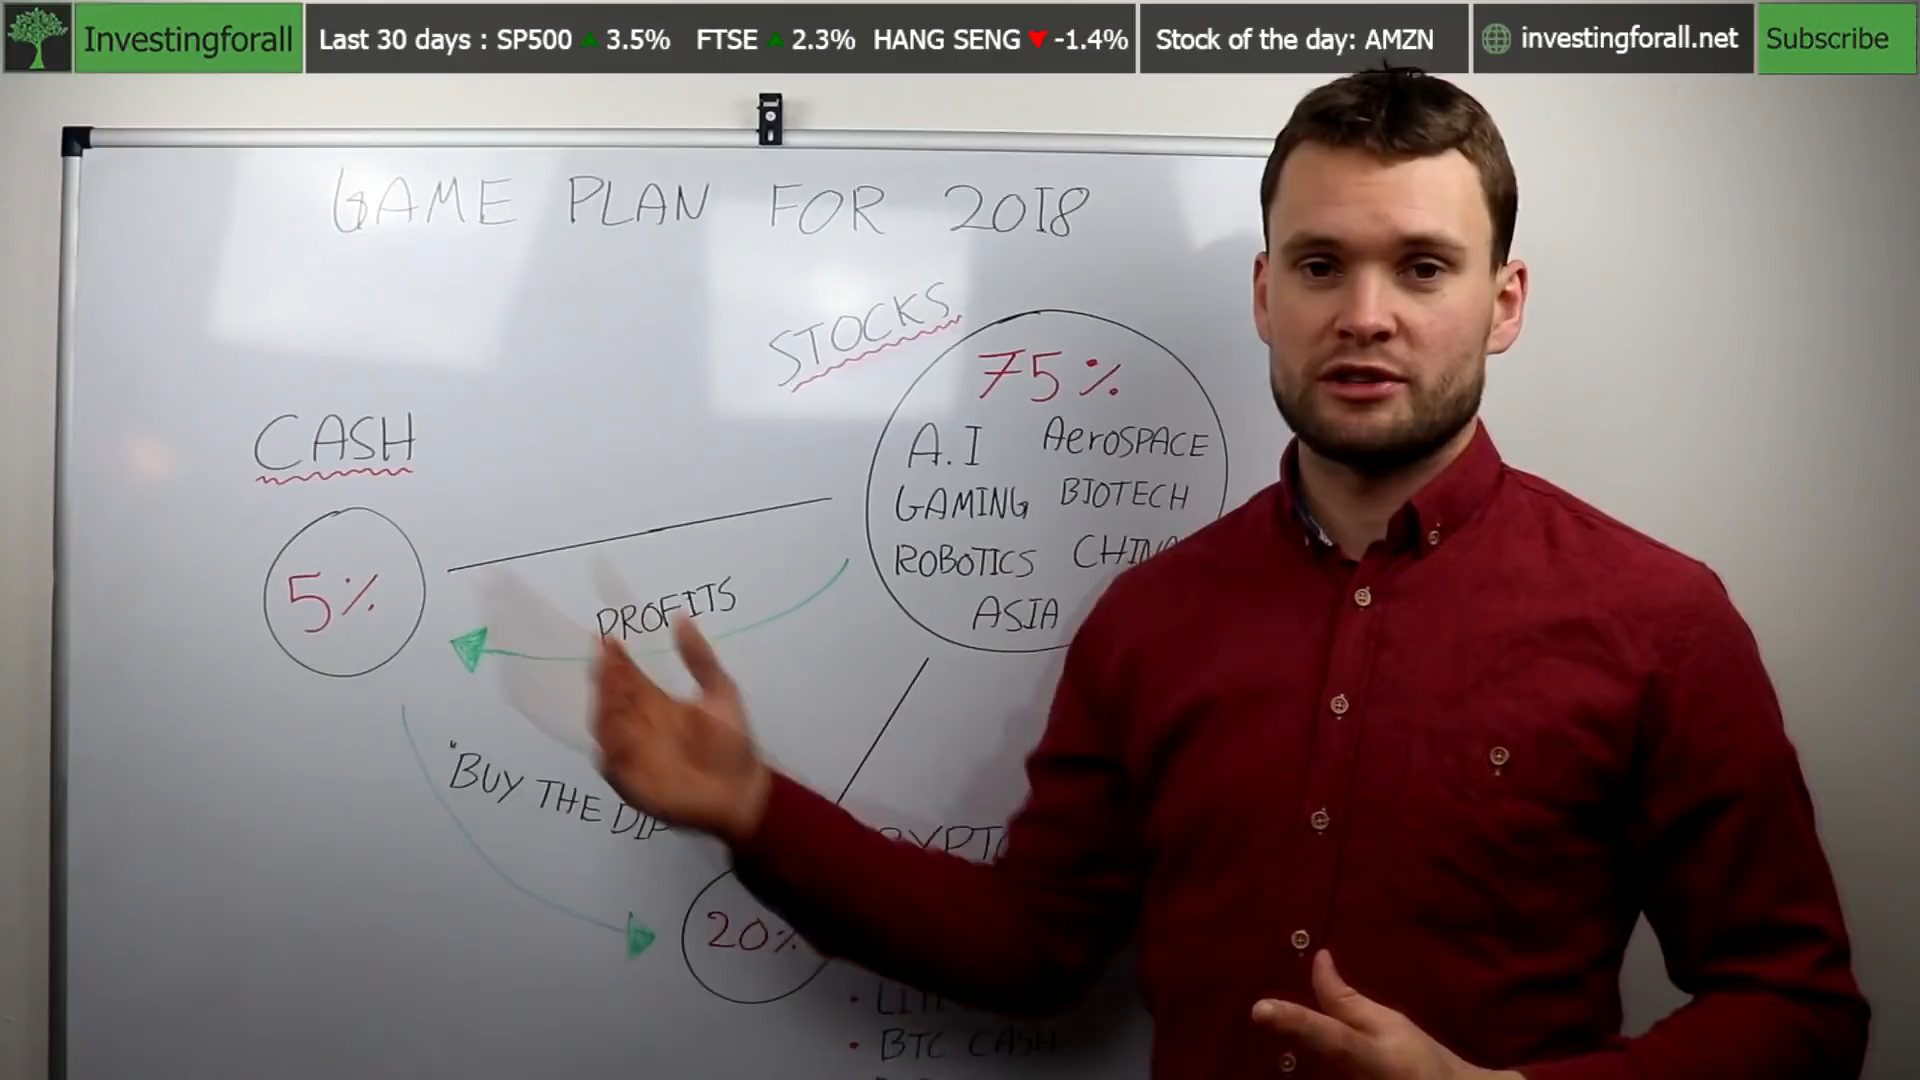 Investingforall
Last 30 days : SP500 3.5% FTSE 2.3% HANG SENG -1.4%
Stock of the day: AMZN
investingforall.net
Subscribe
GAME PLAN FOR 2018
STOCKS
75%
A.I AeroSPACE
GAMING BIOTECH
ROBOTICS
ASIA
CASH
5%
PROFITS
"BUY THE
20%
• BTC CASH